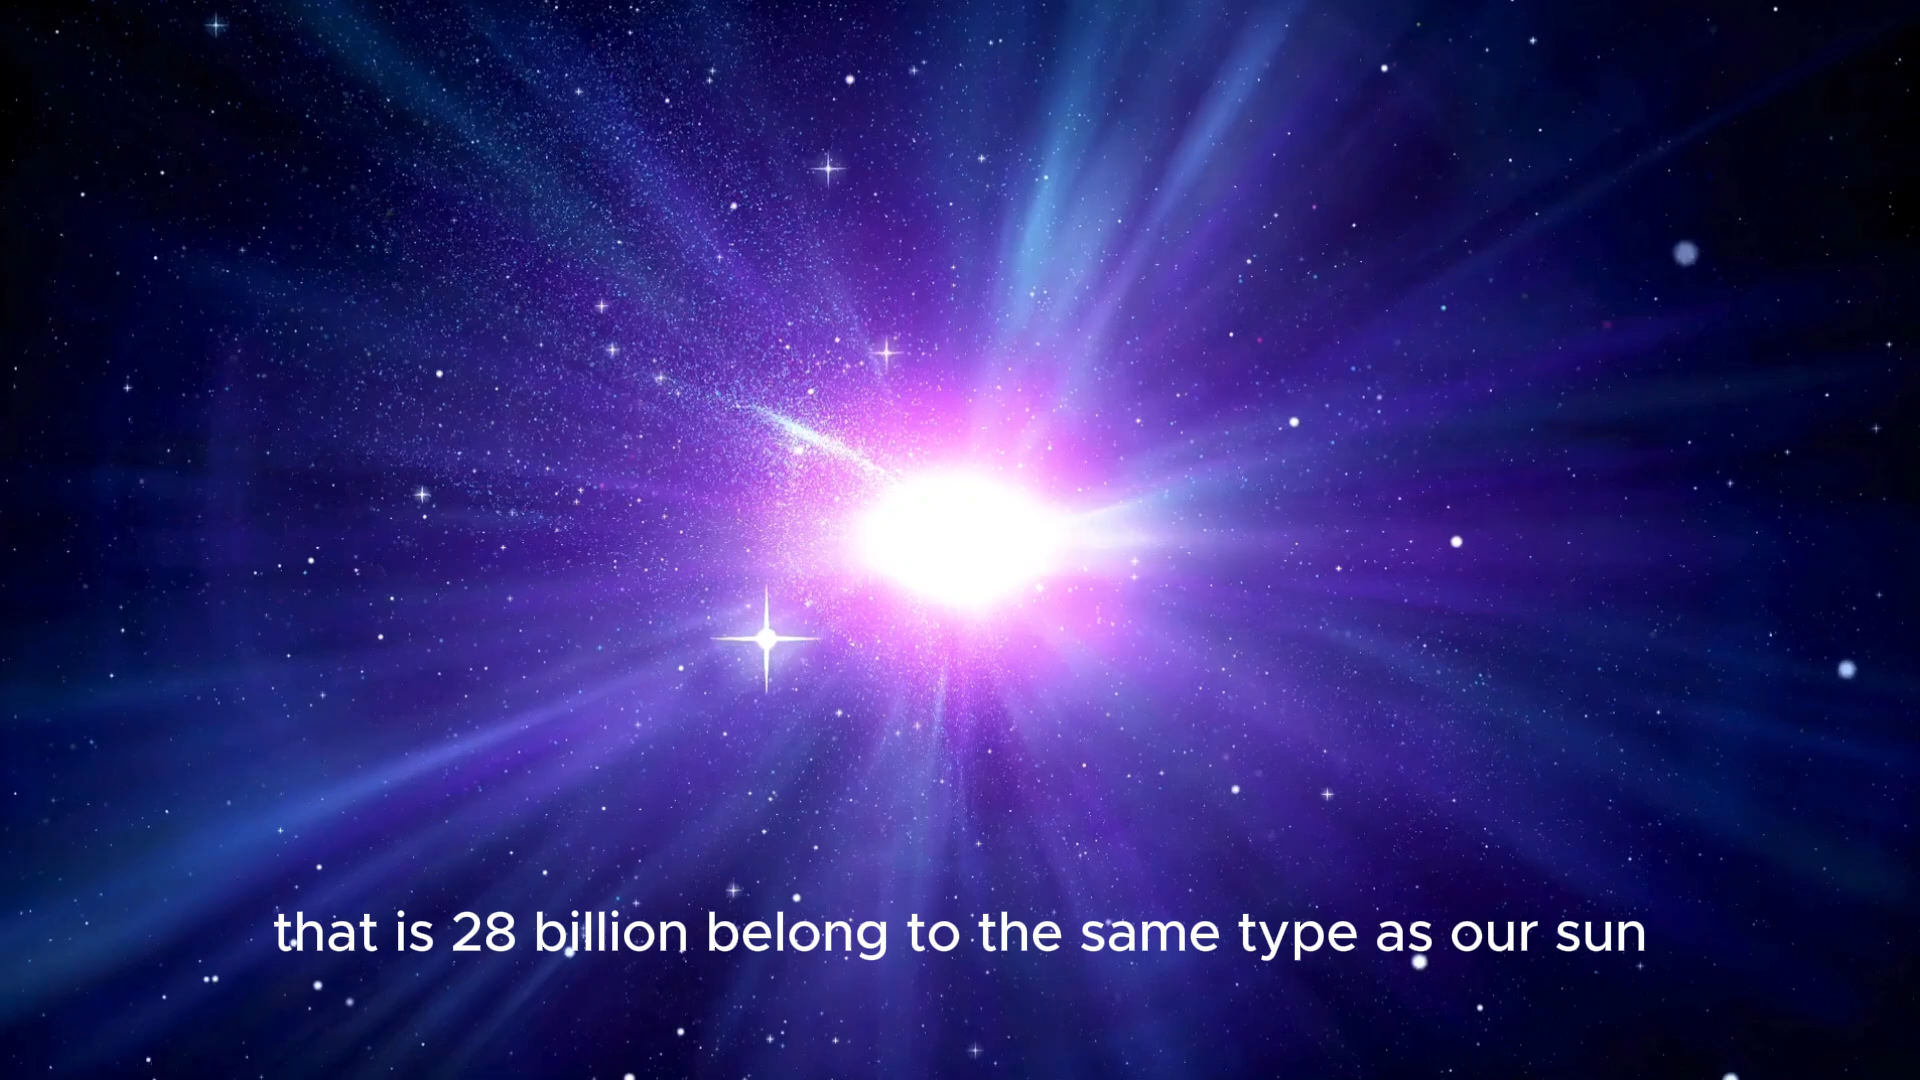 that is 28 billion belong to the same type as our sun